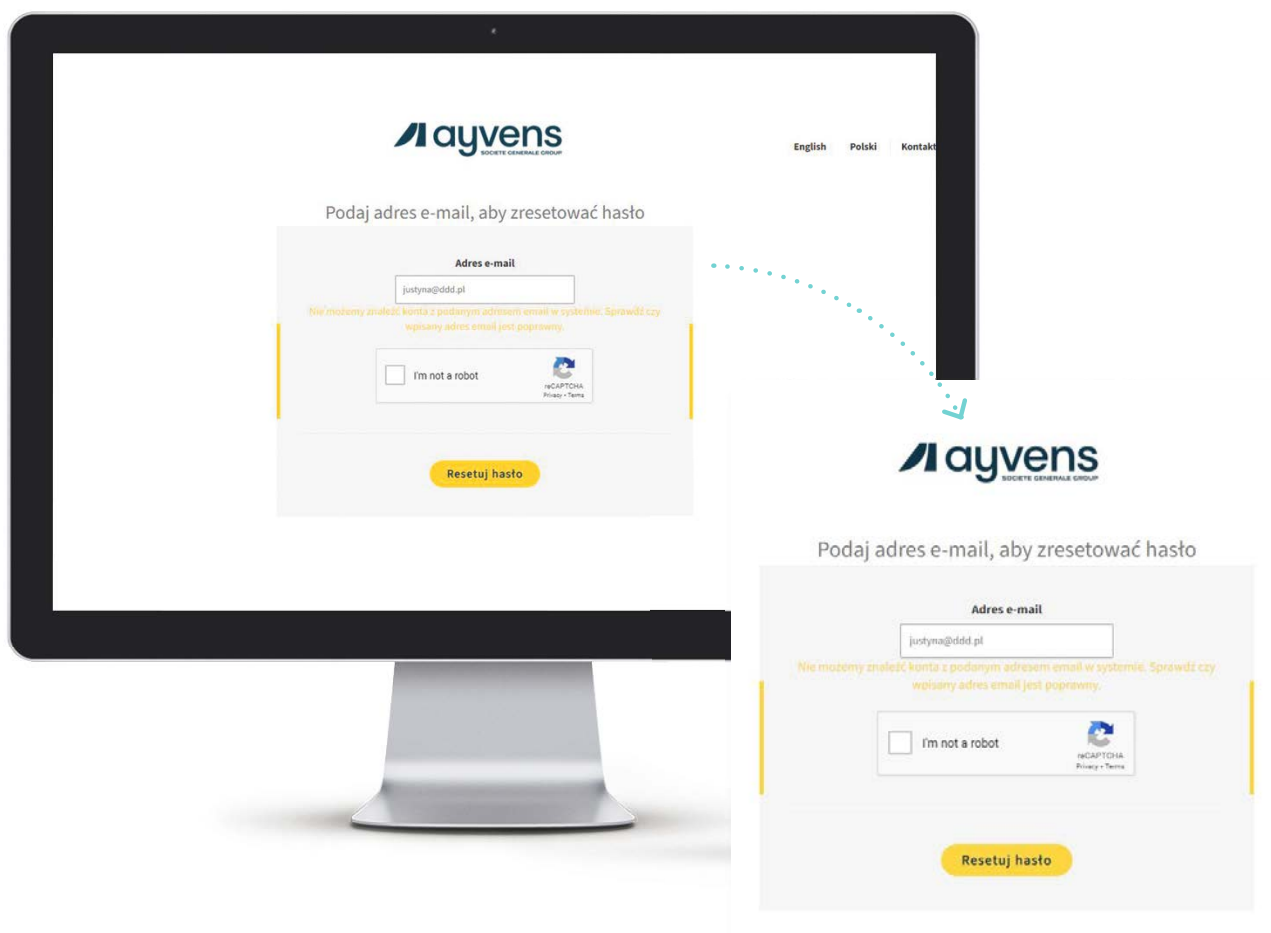 ayvens
SOCIETE GENERALE GROUP
English Polski Kontakt
Podaj adres e-mail, aby zresetować hasło
Adres e-mail
justyna@ddd.pl
Nie możemy znaleźć konta z podanym adresem email w systemie. Sprawdź czy
wpisany adres email jest poprawny.
I'm not a robot
reCAPTCHA
Privacy • Terms
Resetuj hasło
ayvens
SOCIETE GENERALE GROUP
Podaj adres e-mail, aby zresetować hasło
Adres e-mail
justyna@ddd.pl
Nie możemy znaleźć konta z podanym adresem email w systemie. Sprawdź czy
wpisany adres email jest poprawny.
I'm not a robot
reCAPTCHA
Privacy • Terms
Resetuj hasło